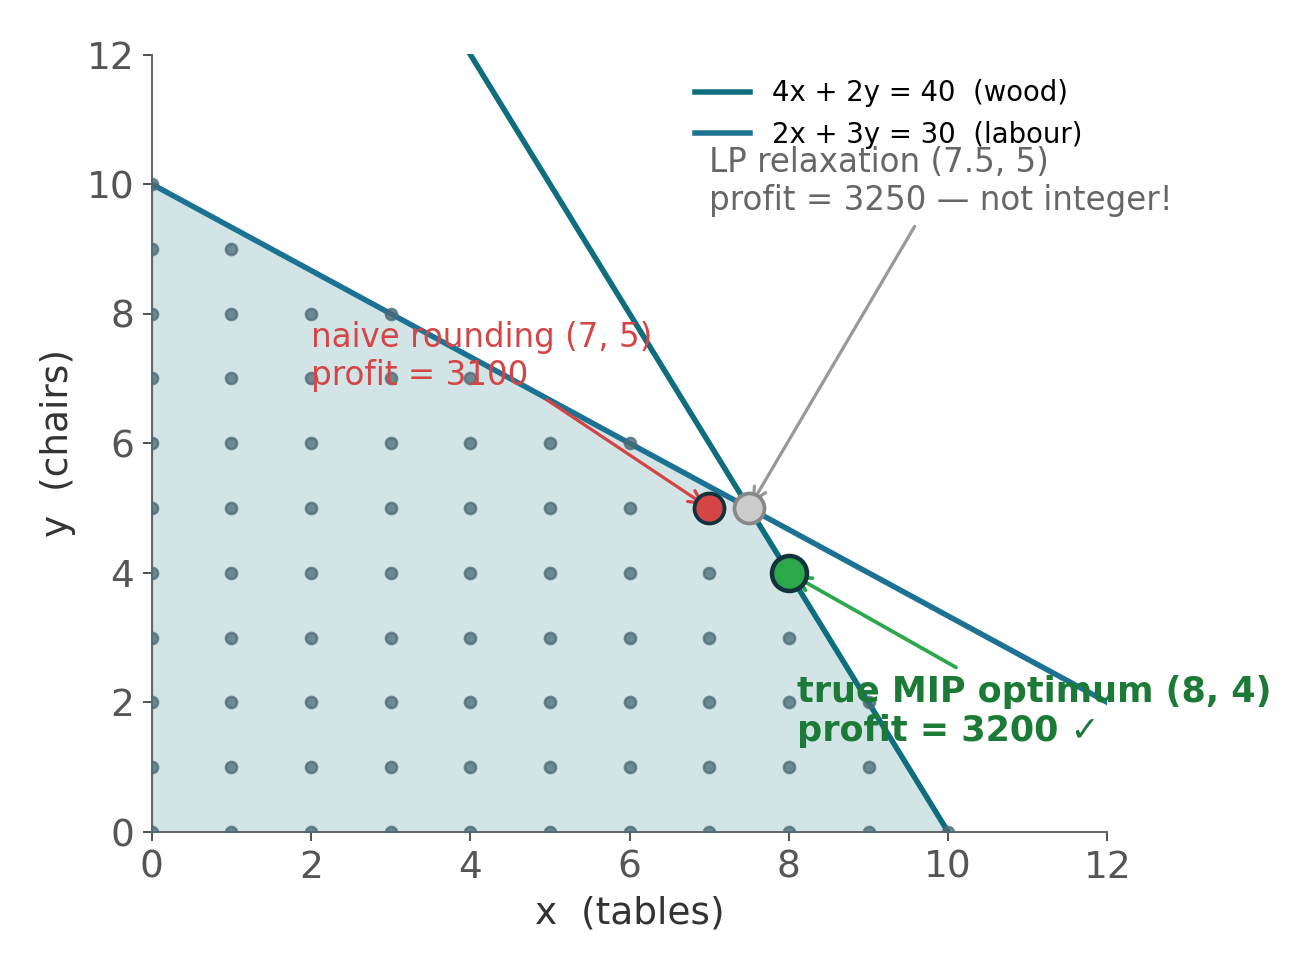 12
10
8
6
4
2
0
y  (chairs)
4x + 2y = 40  (wood)
2x + 3y = 30  (labour)
LP relaxation (7.5, 5)
profit = 3250 — not integer!
naive rounding (7, 5)
profit = 3100
true MIP optimum (8, 4)
profit = 3200 ✓
0 2 4 6 8 10 12
x  (tables)